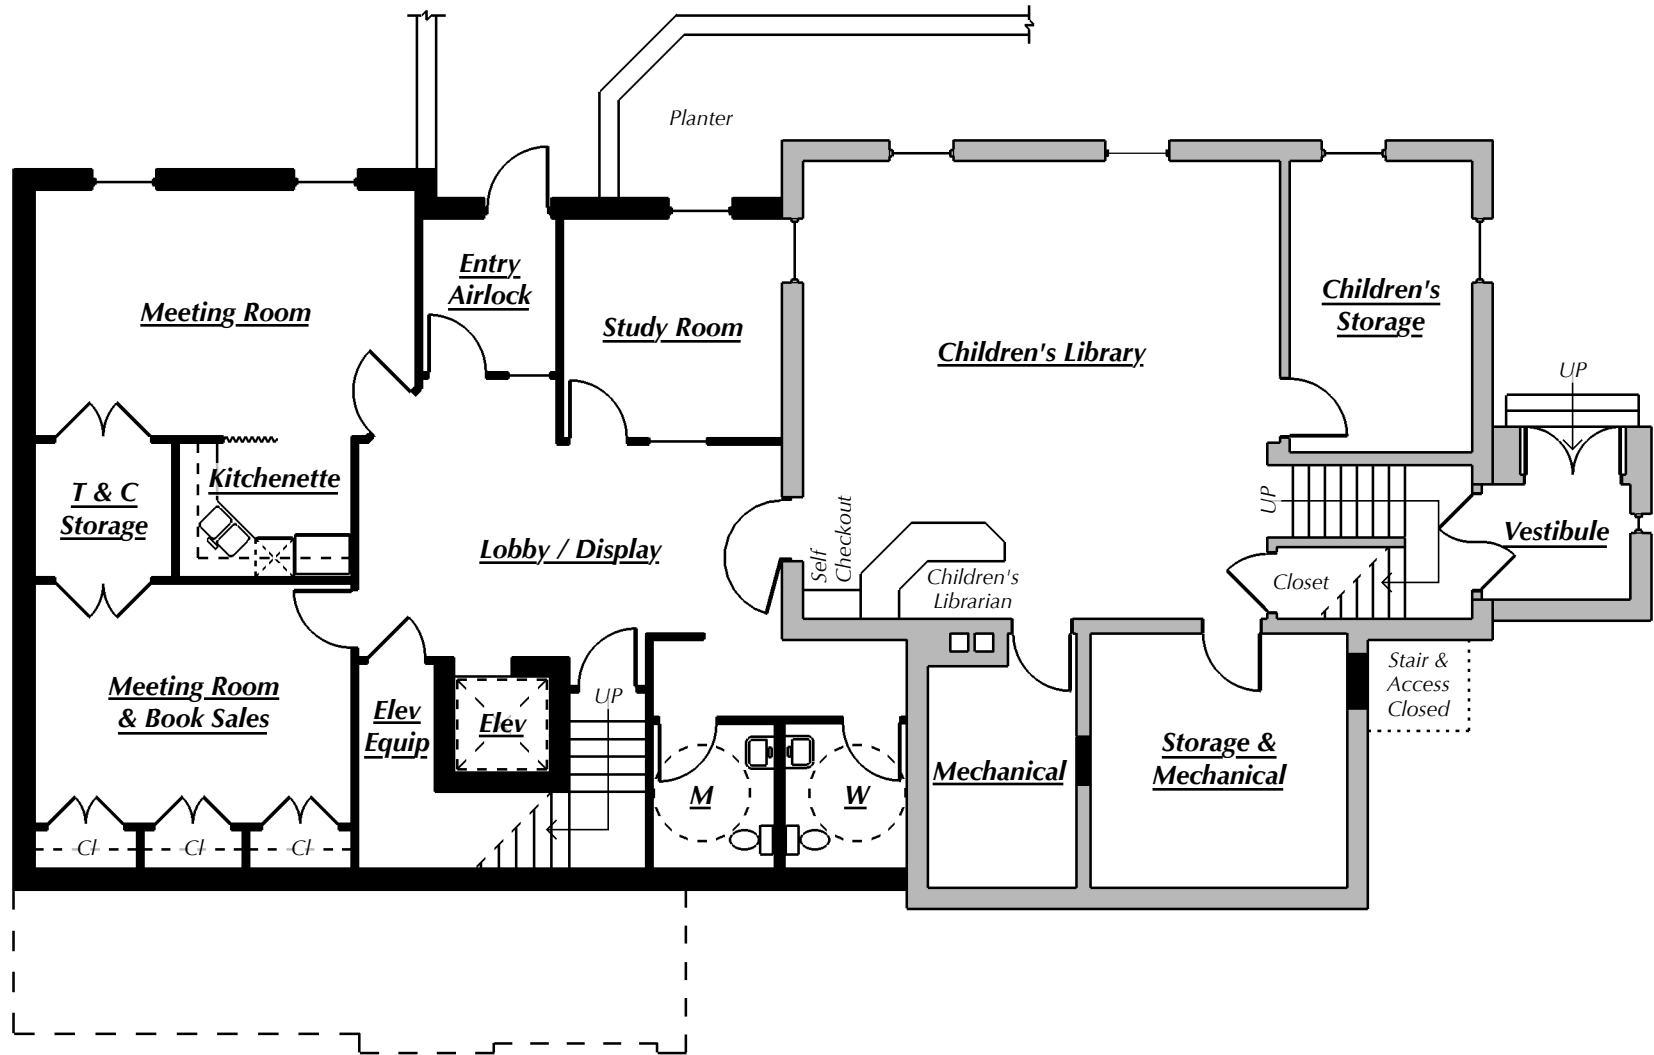 Planter
Entry
Airlock
Meeting Room
Study Room
Children's Library
Children's
Storage
UP
Kitchenette
T & C
Storage
Lobby / Display
Self
Checkout
Children's
Librarian
UP
Closet
Vestibule
Meeting Room
& Book Sales
Elev
Equip
Elev
UP
M
W
Mechanical
Storage &
Mechanical
Stair &
Access
Closed
Cl
Cl
Cl